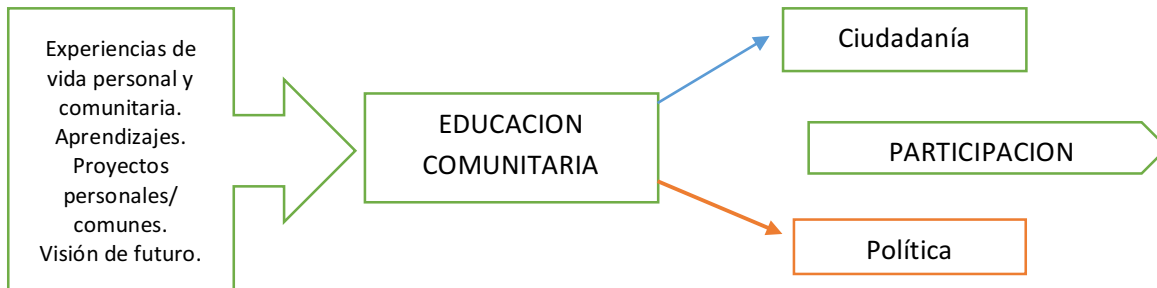 Experiencias de
vida personal y
comunitaria.
Aprendizajes.
Proyectos
personales/
comunes.
Visión de futuro.
EDUCACION
COMUNITARIA
Ciudadanía
PARTICIPACION
Política